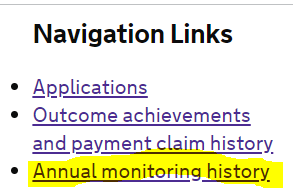 Navigation Links
Applications
Outcome achievements
and payment claim history
Annual monitoring history